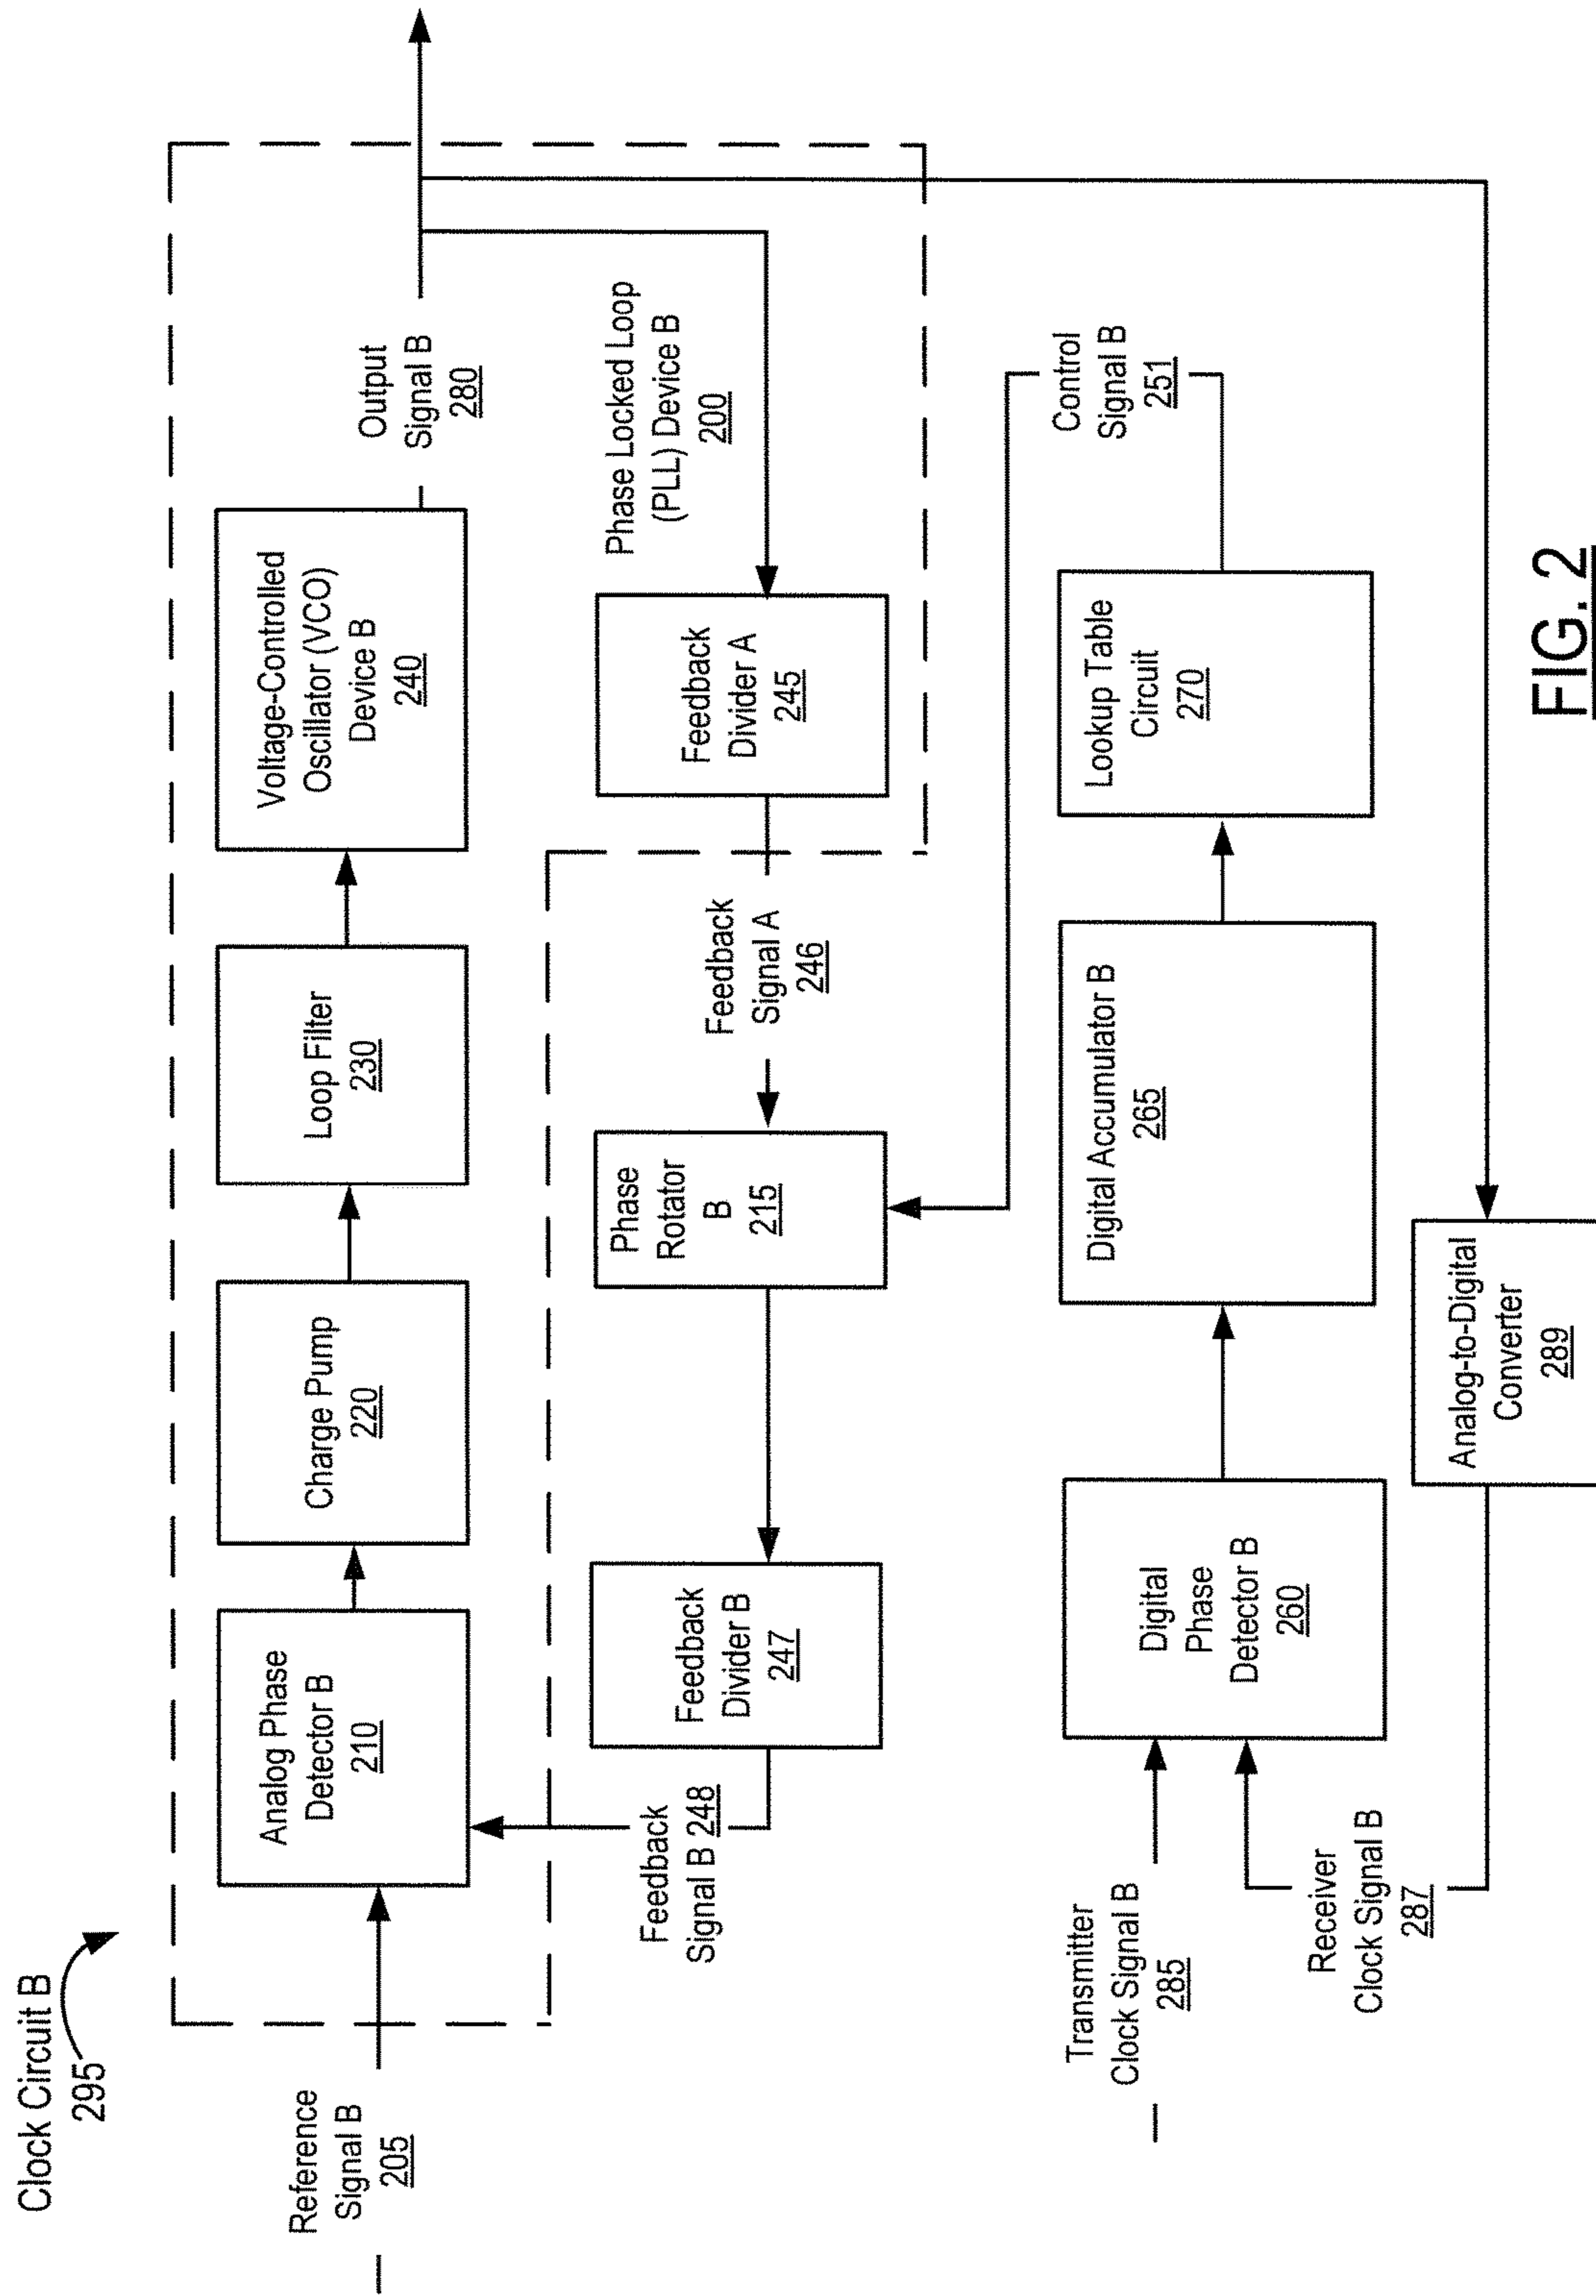 Clock Circuit B
295
Reference
Signal B
205
Analog Phase
Detector B
210
Charge Pump
220
Loop Filter
230
Voltage-Controlled
Oscillator (VCO)
Device B
240
Output
Signal B
280
Feedback
Signal B 248
Feedback
Divider B
247
Phase
Rotator
B
215
Feedback
Signal A
246
Feedback
Divider A
245
Phase Locked Loop
(PLL) Device B
200
Transmitter
Clock Signal B
285
Receiver
Clock Signal B
287
Digital
Phase
Detector B
260
Digital Accumulator B
265
Lookup Table
Circuit
270
Control
Signal B
251
Analog-to-Digital
Converter
289
FIG. 2